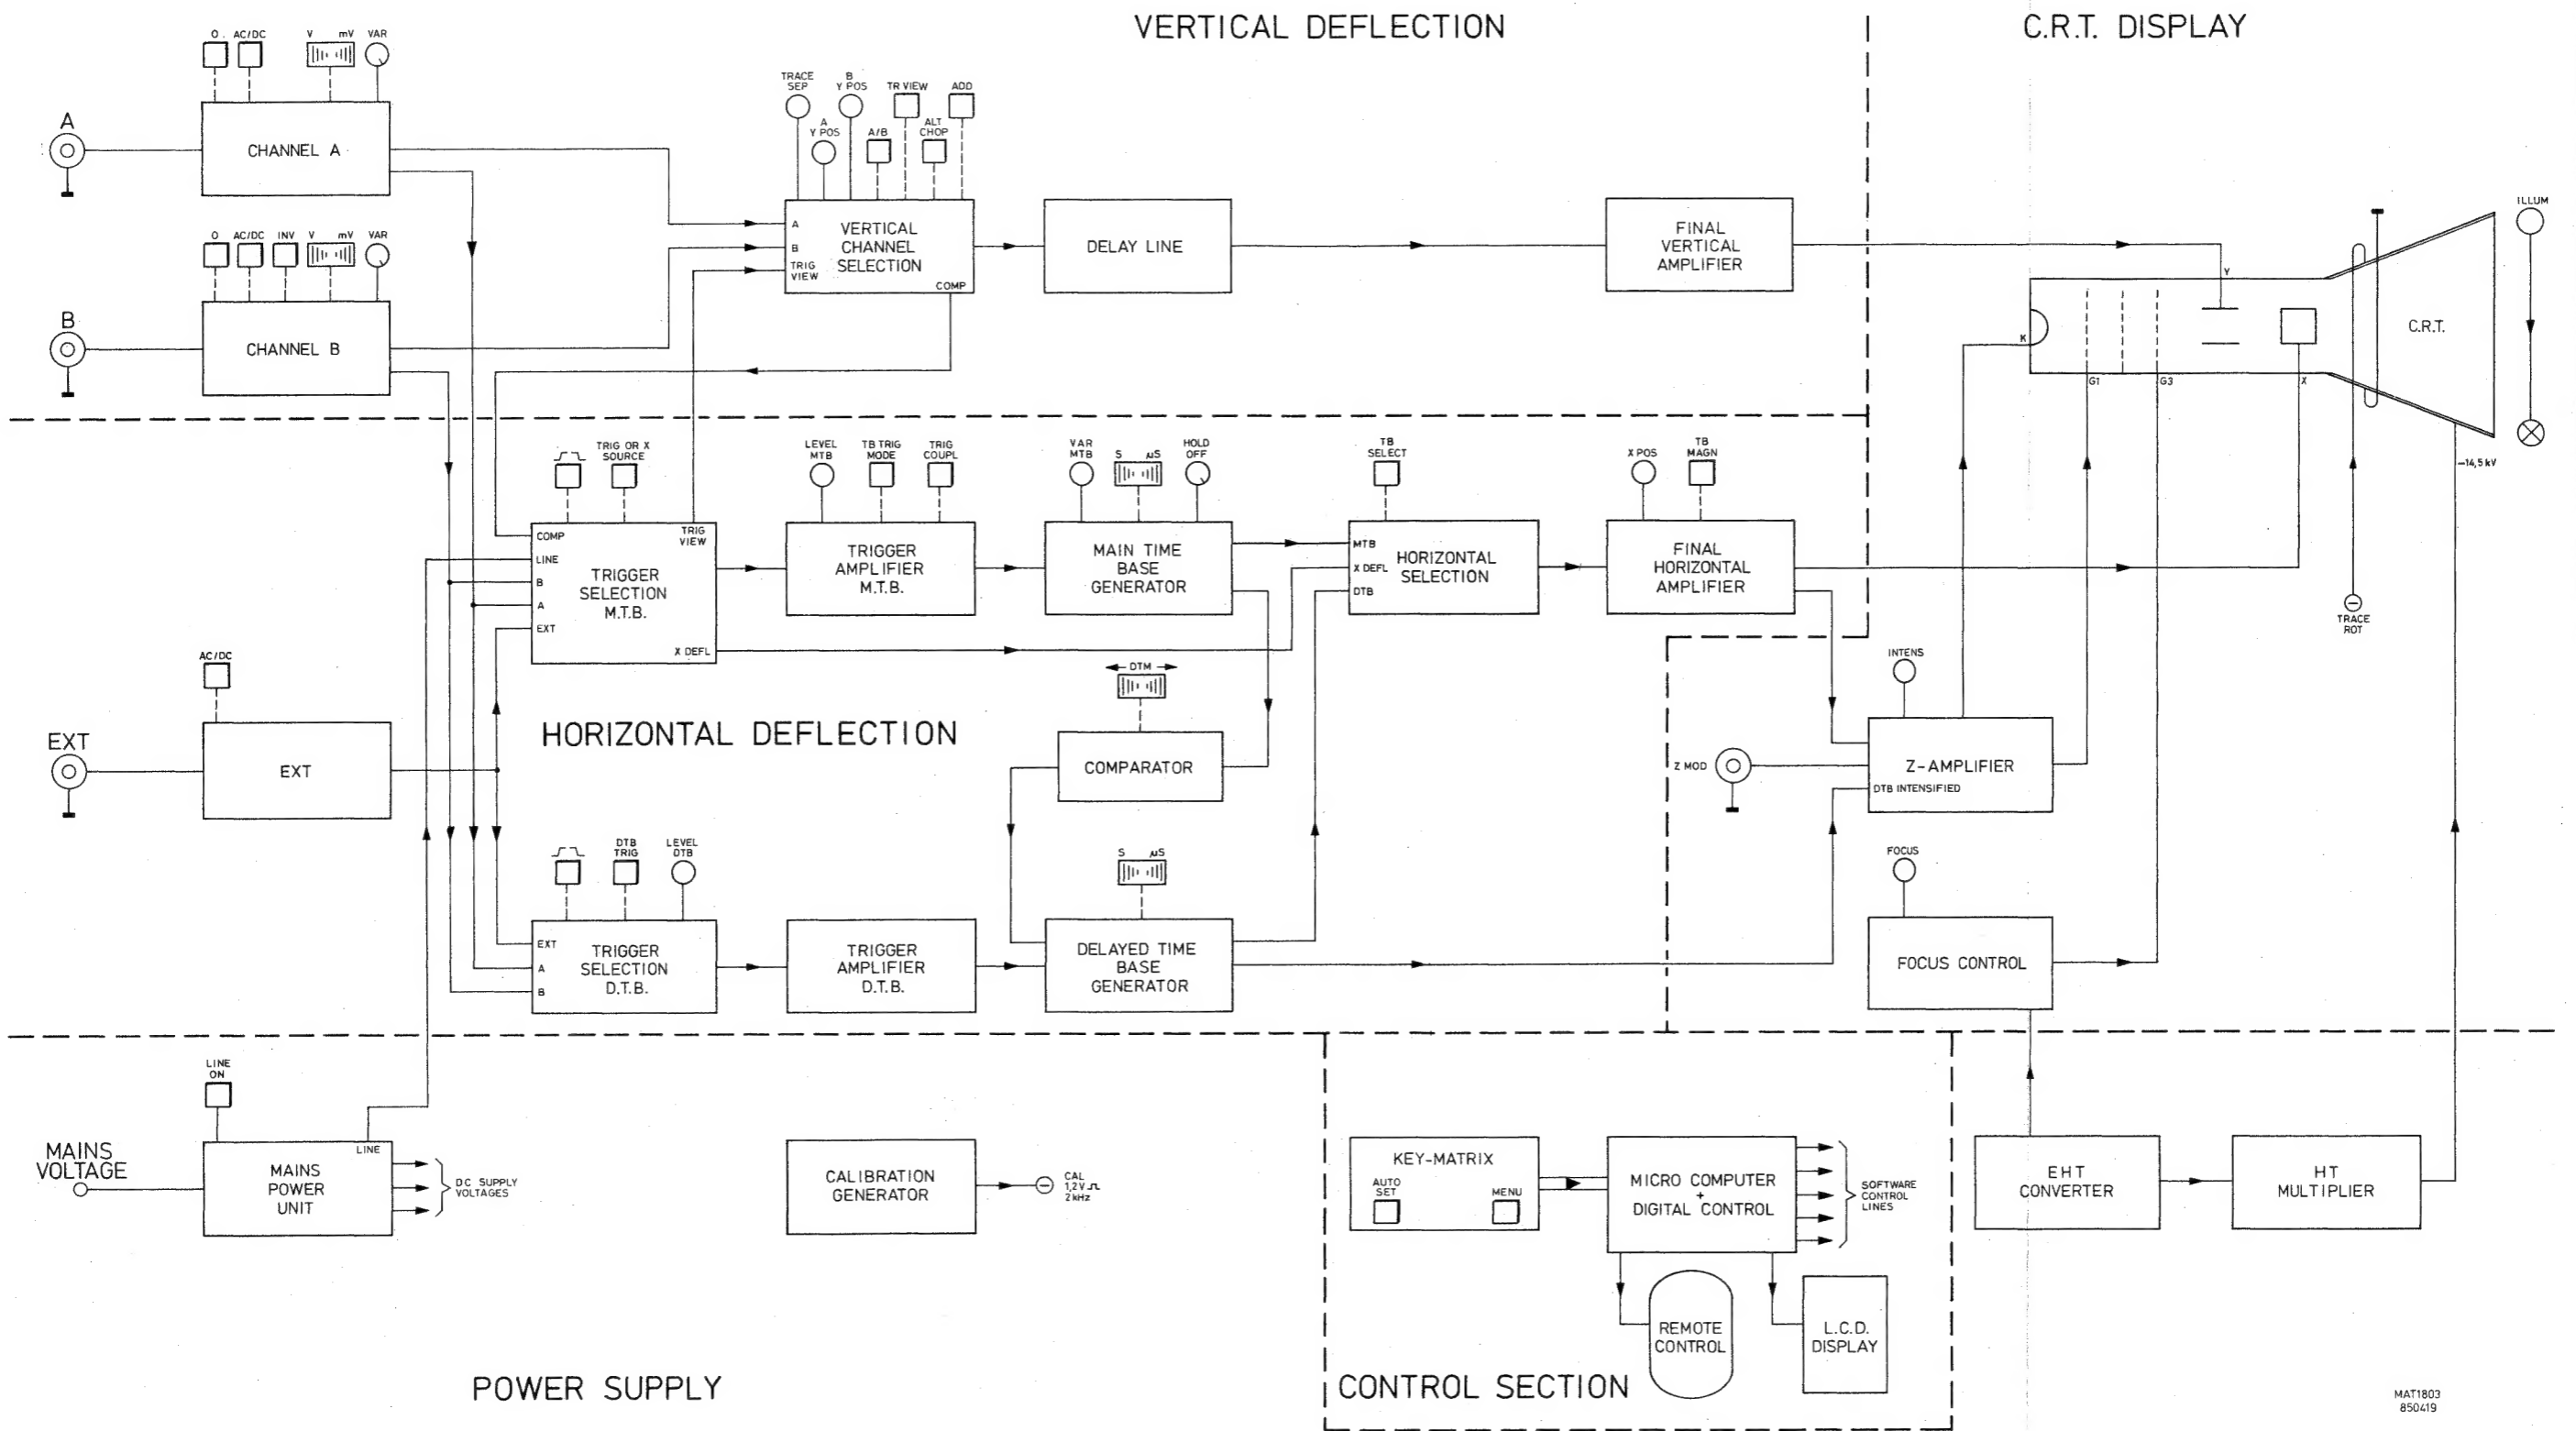 VERTICAL DEFLECTION
C.R.T. DISPLAY
O. AC/DC V mV VAR
A
CHANNEL A
O AC/DC INV V mV VAR
B
CHANNEL B
TRACE
SEP
B
Y POS
TR VIEW
ADD
A
Y POS
A/B
ALT
CHOP
A
B
TRIG
VIEW
VERTICAL
CHANNEL
SELECTION
COMP
DELAY LINE
FINAL
VERTICAL
AMPLIFIER
Y
K
G1
G3
X
C.R.T.
ILLUM
-14,5 kV
TRACE
ROT
TRIG OR X
SOURCE
COMP
LINE
B
A
EXT
TRIG
VIEW
TRIGGER
SELECTION
M.T.B.
X DEFL
LEVEL
MTB
TB TRIG
MODE
TRIG
COUPL
TRIGGER
AMPLIFIER
M.T.B.
VAR
MTB
S µS
HOLD
OFF
MAIN TIME
BASE
GENERATOR
TB
SELECT
MTB
X DEFL
DTB
HORIZONTAL
SELECTION
X POS
TB
MAGN
FINAL
HORIZONTAL
AMPLIFIER
AC/DC
EXT
EXT
HORIZONTAL DEFLECTION
DTM
COMPARATOR
INTENS
Z MOD
Z-AMPLIFIER
DTB INTENSIFIED
FOCUS
FOCUS CONTROL
DTB
TRIG
LEVEL
DTB
EXT
A
B
TRIGGER
SELECTION
D.T.B.
TRIGGER
AMPLIFIER
D.T.B.
S µS
DELAYED TIME
BASE
GENERATOR
LINE
ON
MAINS
VOLTAGE
LINE
MAINS
POWER
UNIT
DC SUPPLY
VOLTAGES
CALIBRATION
GENERATOR
CAL
1,2V
2kHz
KEY-MATRIX
AUTO
SET
MENU
MICRO COMPUTER
+
DIGITAL CONTROL
SOFTWARE
CONTROL
LINES
REMOTE
CONTROL
L.C.D.
DISPLAY
EHT
CONVERTER
HT
MULTIPLIER
POWER SUPPLY
CONTROL SECTION
MAT1803
850419